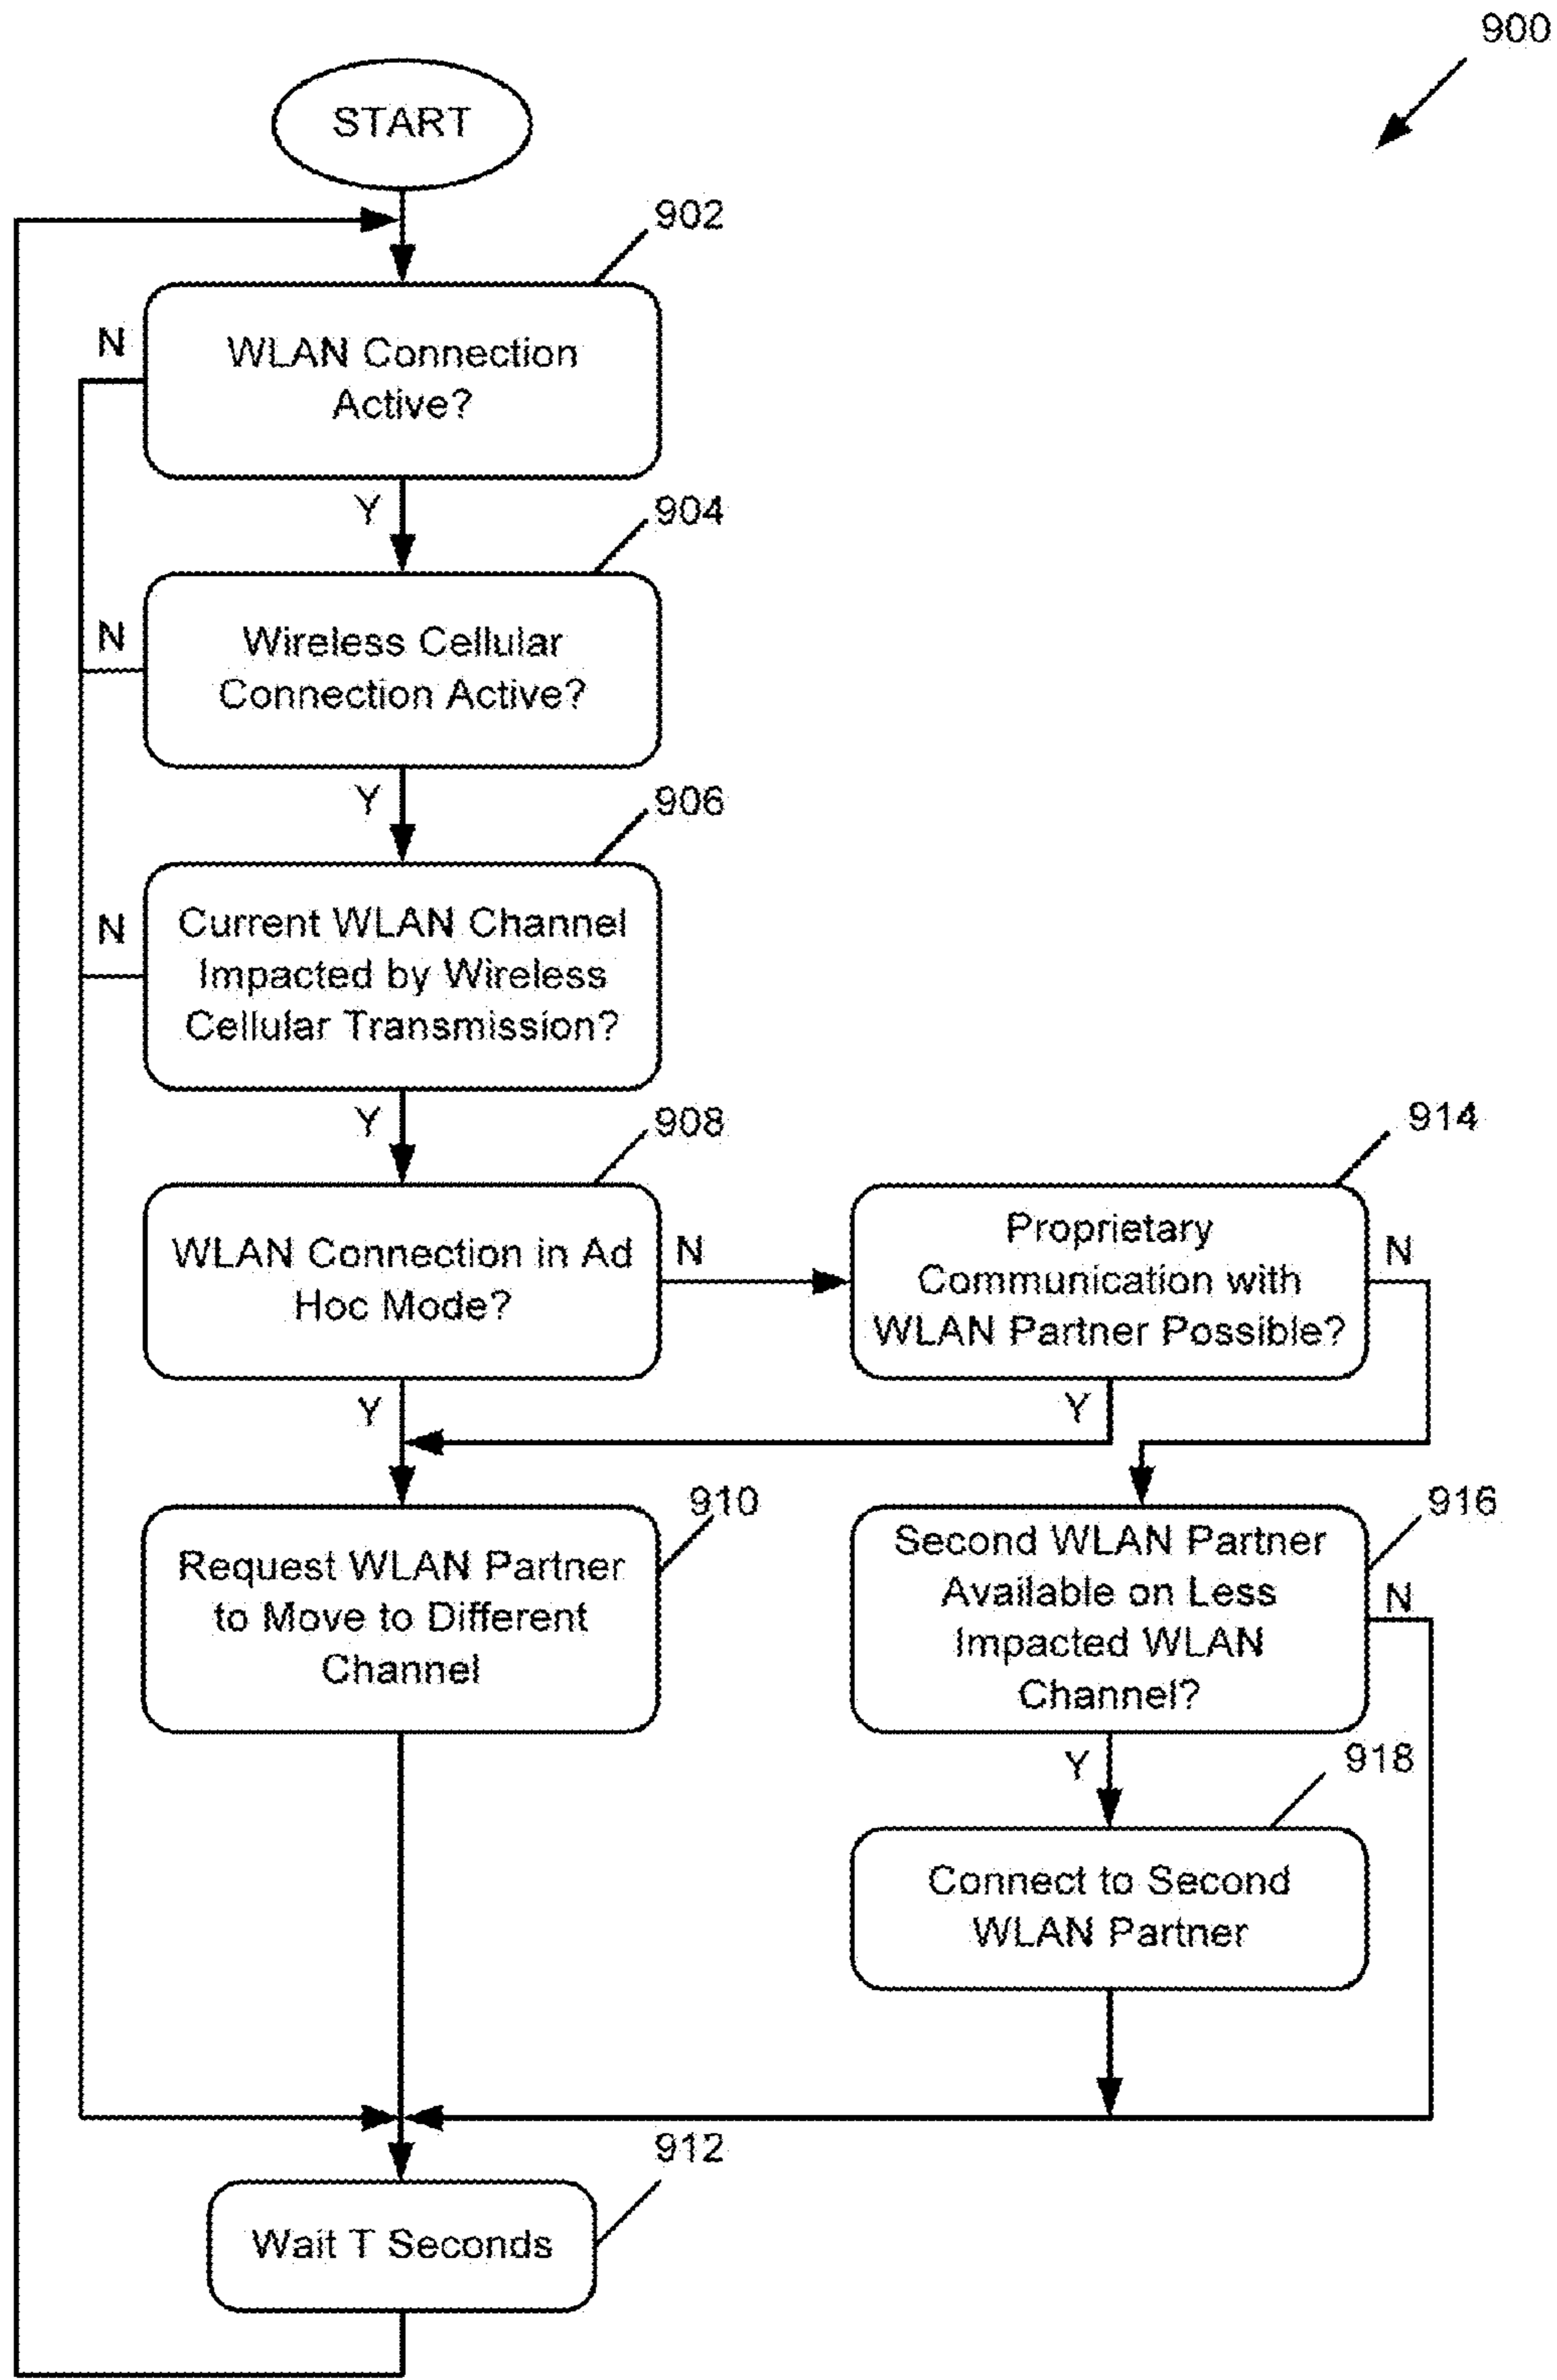 900
START
902
N
WLAN Connection
Active?
Y
904
N
Wireless Cellular
Connection Active?
Y
906
N
Current WLAN Channel
Impacted by Wireless
Cellular Transmission?
Y
908
914
WLAN Connection in Ad
Hoc Mode?
N
Proprietary
Communication with
WLAN Partner Possible?
N
Y
Y
910
916
Request WLAN Partner
to Move to Different
Channel
Second WLAN Partner
Available on Less
Impacted WLAN
Channel?
N
Y
918
Connect to Second
WLAN Partner
912
Wait T Seconds